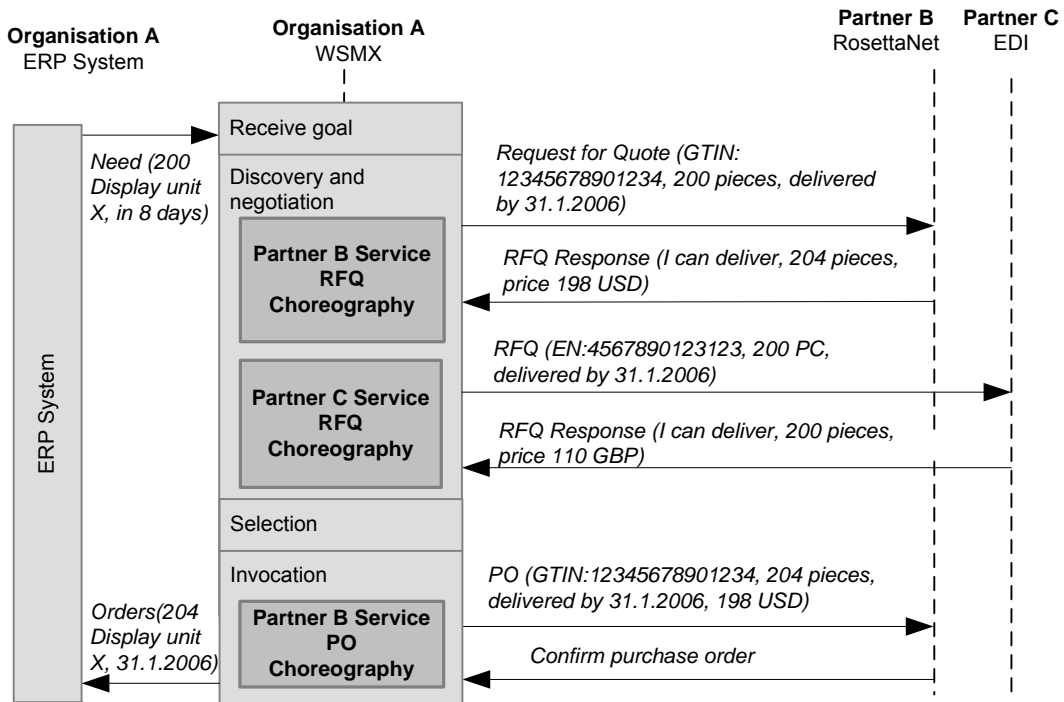 Organisation A
ERP System
Organisation A
WSMX
Partner B
RosettaNet
Partner C
EDI
Receive goal
Need (200
Display unit
X, in 8 days)
Discovery and
negotiation
Request for Quote (GTIN:
12345678901234, 200 pieces, delivered
by 31.1.2006)
Partner B Service
RFQ
Choreography
RFQ Response (I can deliver, 204 pieces,
price 198 USD)
RFQ (EN:4567890123123, 200 PC,
delivered by 31.1.2006)
Partner C Service
RFQ
Choreography
RFQ Response (I can deliver, 200 pieces,
price 110 GBP)
ERP System
Selection
Invocation
PO (GTIN:12345678901234, 204 pieces,
delivered by 31.1.2006, 198 USD)
Partner B Service
PO
Choreography
Orders(204
Display unit
X, 31.1.2006)
Confirm purchase order